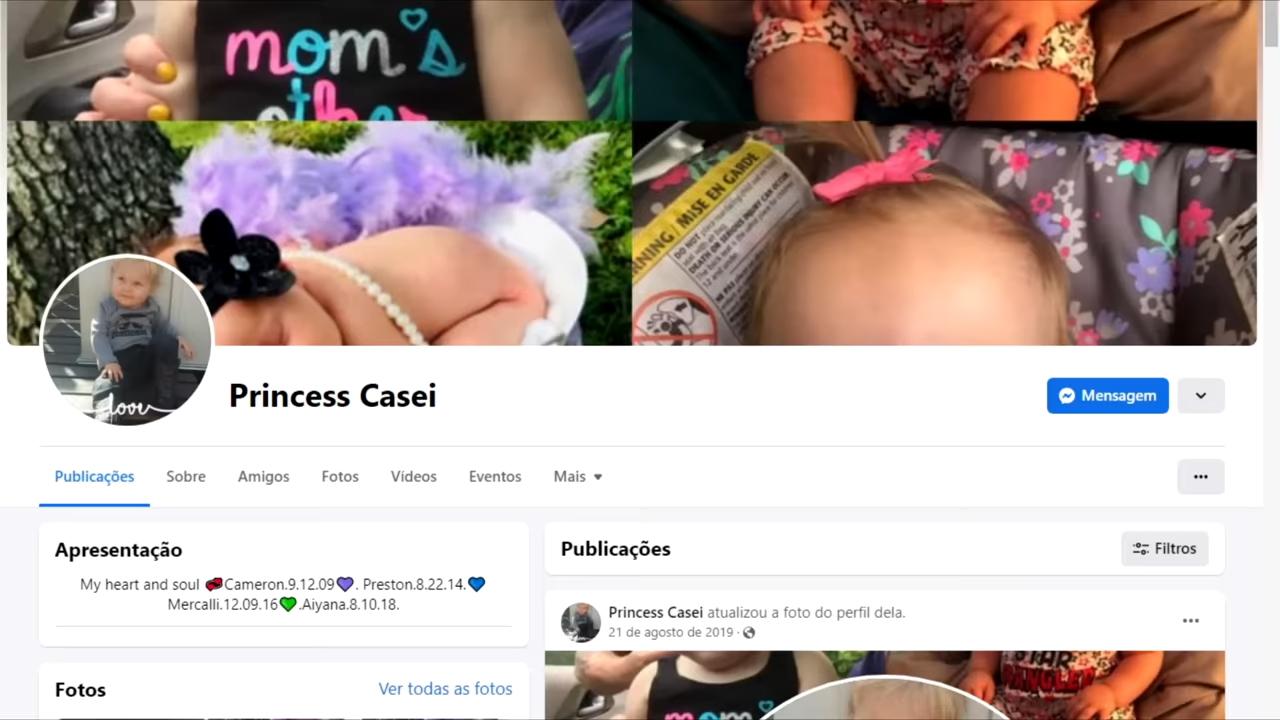 mom's
other
WARNING / MISE EN GARDE
love
Princess Casei
Mensagem
Publicações
Sobre
Amigos
Fotos
Vídeos
Eventos
Mais
Apresentação
My heart and soul 💏Cameron.9.12.09💜. Preston.8.22.14.💙
Mercalli.12.09.16💚.Aiyana.8.10.18.
Fotos
Ver todas as fotos
Publicações
Filtros
Princess Casei atualizou a foto do perfil dela.
21 de agosto de 2019 ·
mom